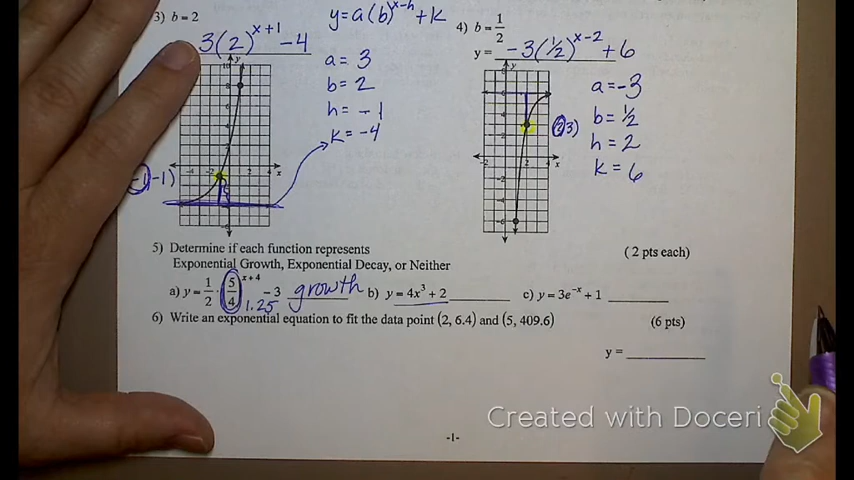 3) b = 2
y = a(b)^(x-h) + k
3(2)^(x+1) - 4
a = 3
b = 2
h = -1
k = -4
4) b = 1/2
y = -3(1/2)^(x-2) + 6
a = -3
b = 1/2
h = 2
k = 6
-1, -1)
2, 3)
5) Determine if each function represents
Exponential Growth, Exponential Decay, or Neither
(2 pts each)
a) y = 1/2 · (5/4)^(x+4) - 3 growth b) y = 4x³ + 2 ______ c) y = 3e^(-x) + 1 ______
1.25
6) Write an exponential equation to fit the data point (2, 6.4) and (5, 409.6)
(6 pts)
y = ______
Created with Doceri
-1-